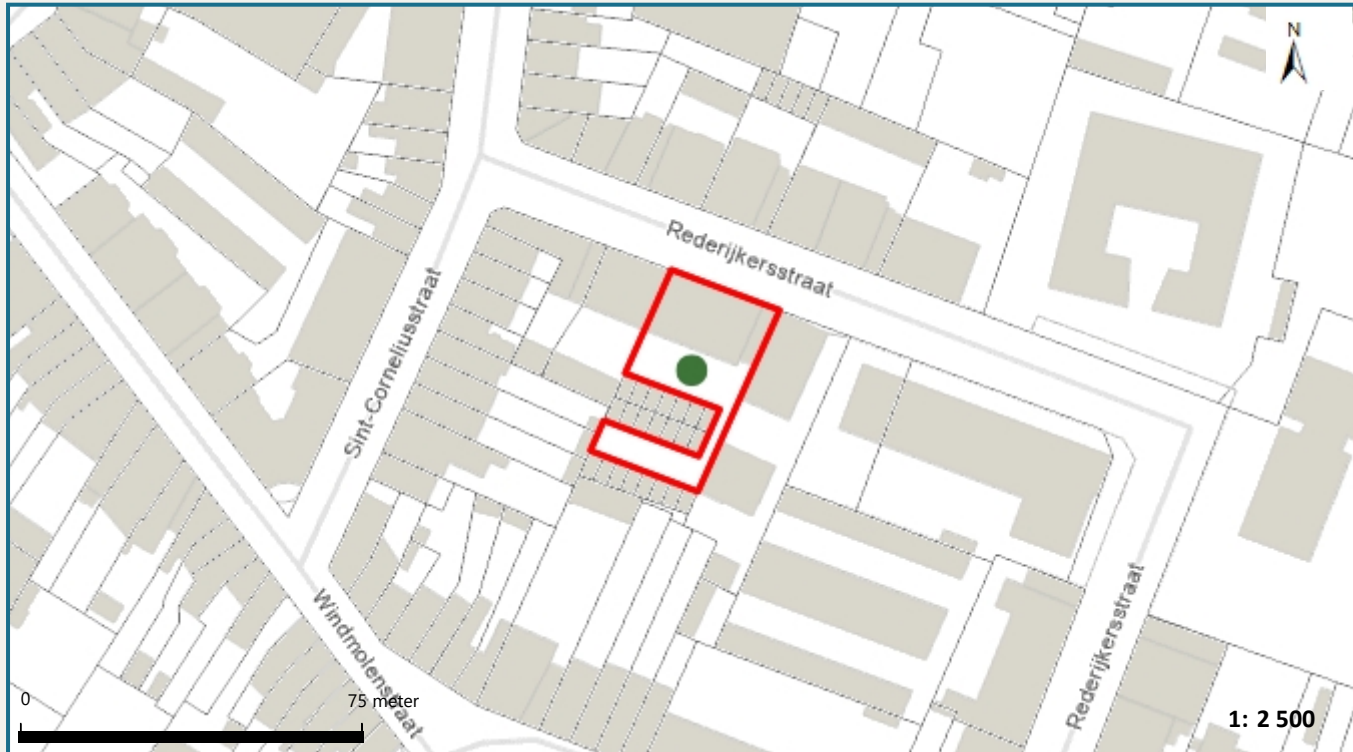 N
Rederijkersstraat
Sint-Corneliusstraat
Windmolenstraat
Rederijkersstraat
0
75 meter
1: 2 500